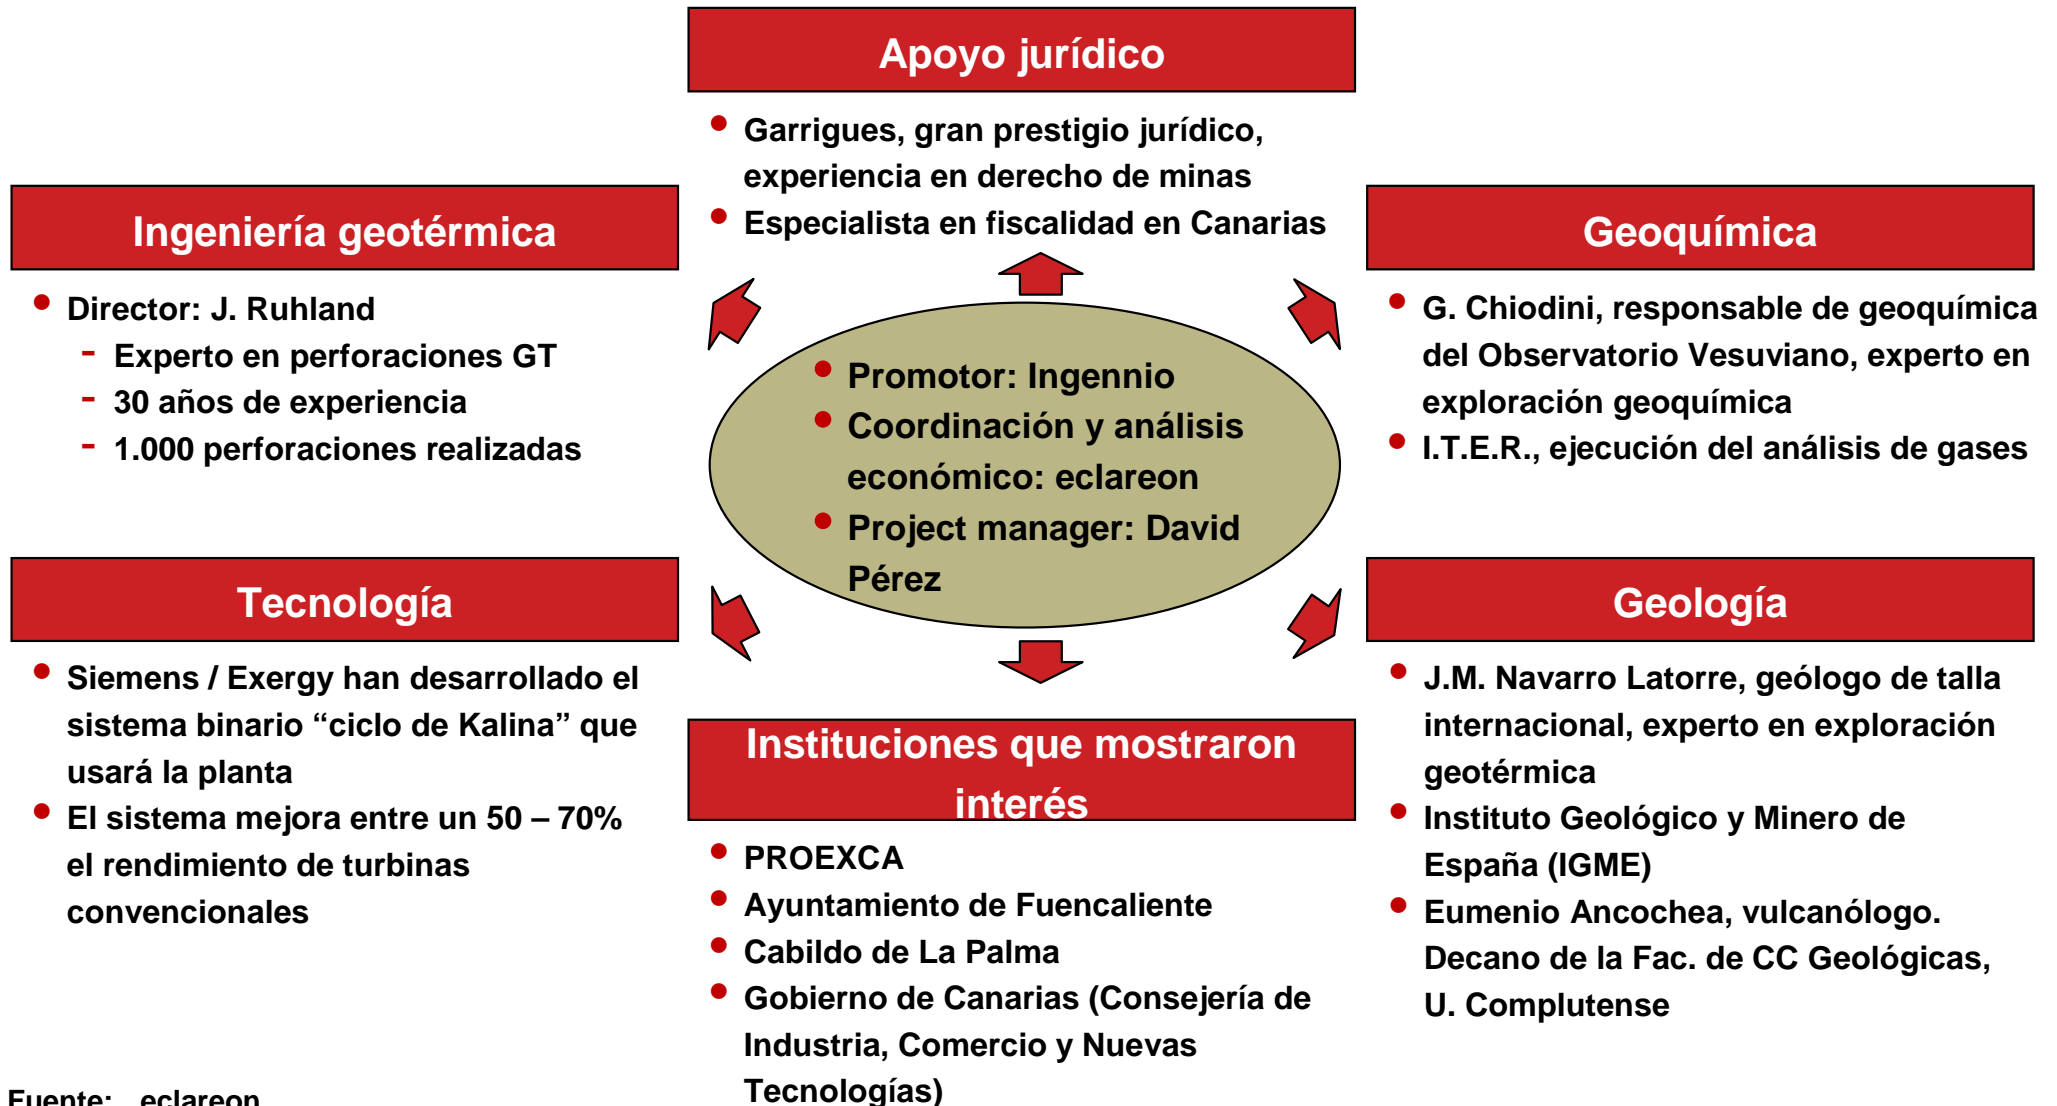 Apoyo jurídico
• Garrigues, gran prestigio jurídico,
experiencia en derecho de minas
• Especialista en fiscalidad en Canarias
Ingeniería geotérmica
• Director: J. Ruhland
- Experto en perforaciones GT
- 30 años de experiencia
- 1.000 perforaciones realizadas
Geoquímica
• G. Chiodini, responsable de geoquímica
del Observatorio Vesuviano, experto en
exploración geoquímica
• I.T.E.R., ejecución del análisis de gases
• Promotor: Ingennio
• Coordinación y análisis
económico: eclareon
• Project manager: David
Pérez
Tecnología
• Siemens / Exergy han desarrollado el
sistema binario “ciclo de Kalina” que
usará la planta
• El sistema mejora entre un 50 – 70%
el rendimiento de turbinas
convencionales
Instituciones que mostraron
interés
• PROEXCA
• Ayuntamiento de Fuencaliente
• Cabildo de La Palma
• Gobierno de Canarias (Consejería de
Industria, Comercio y Nuevas
Tecnologías)
Geología
• J.M. Navarro Latorre, geólogo de talla
internacional, experto en exploración
geotérmica
• Instituto Geológico y Minero de
España (IGME)
• Eumenio Ancochea, vulcanólogo.
Decano de la Fac. de CC Geológicas,
U. Complutense
Fuente: eclareon